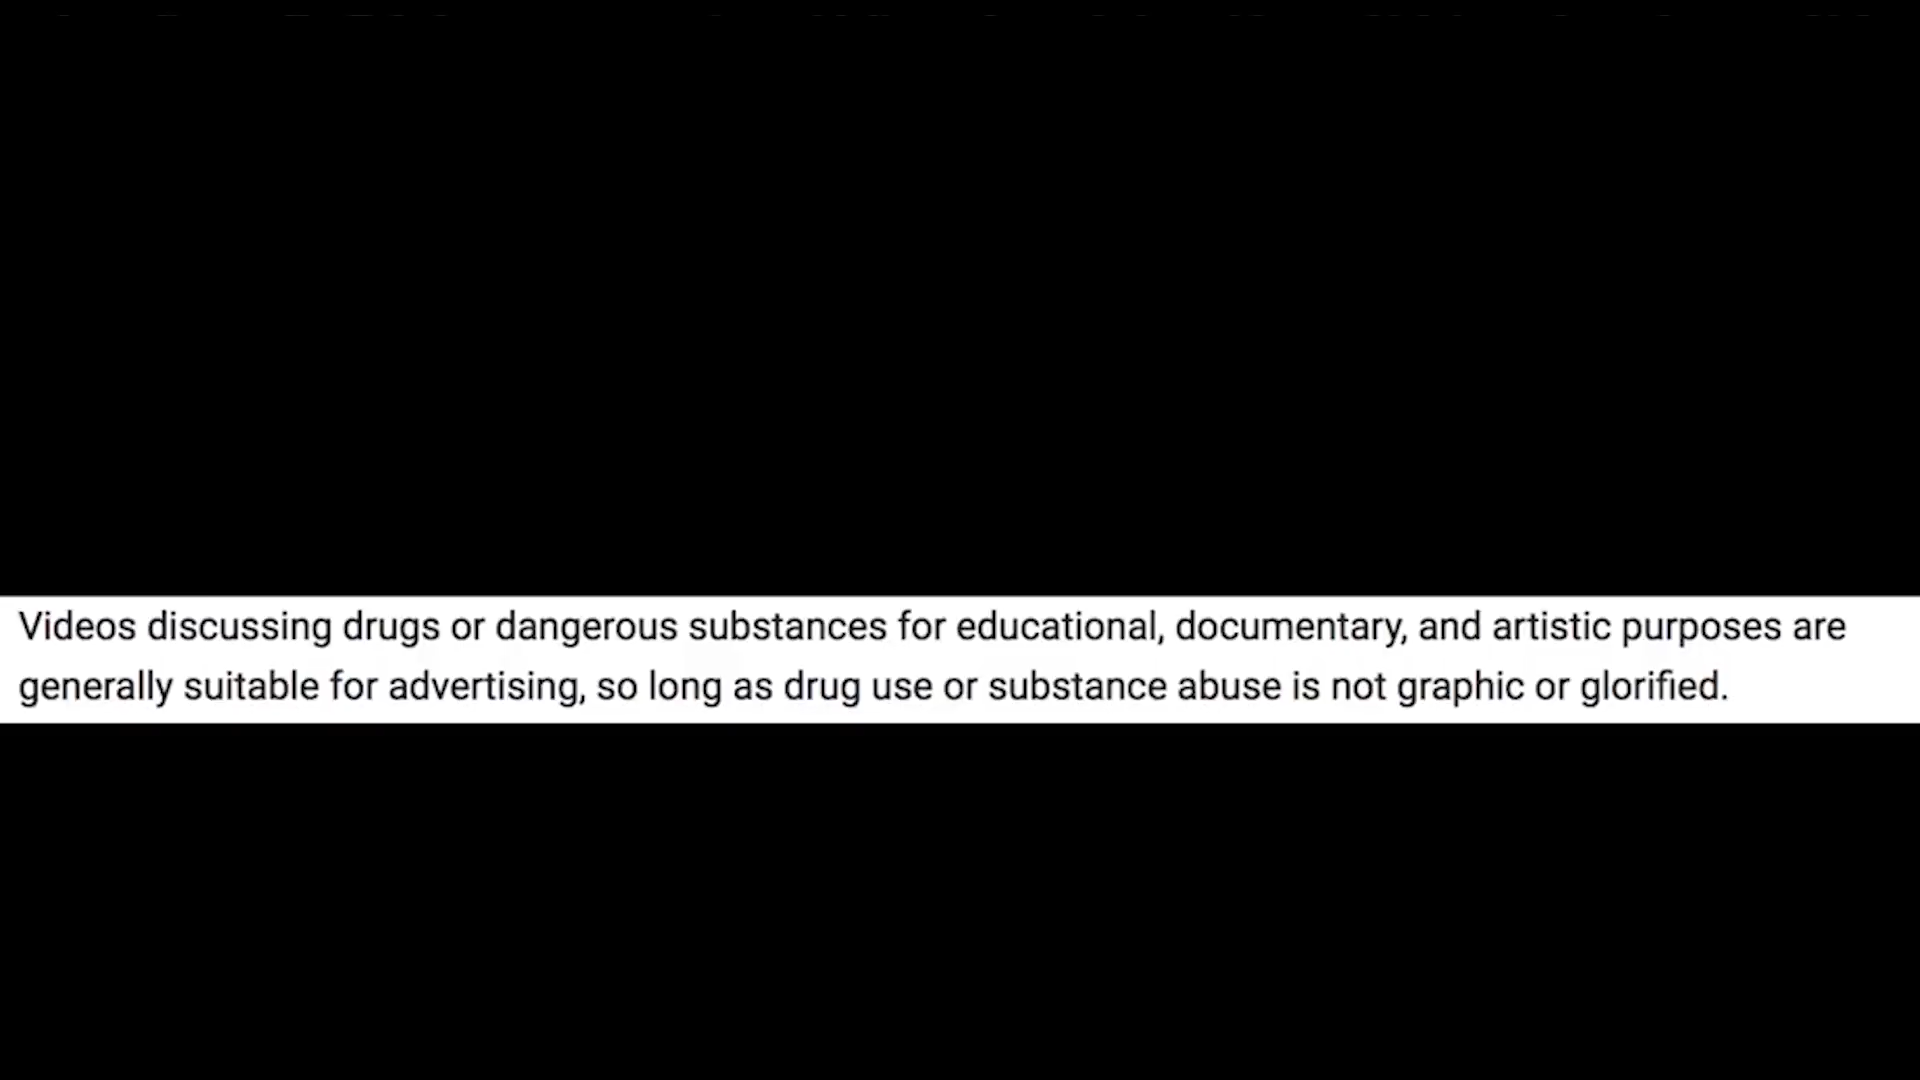 Videos discussing drugs or dangerous substances for educational, documentary, and artistic purposes are
generally suitable for advertising, so long as drug use or substance abuse is not graphic or glorified.